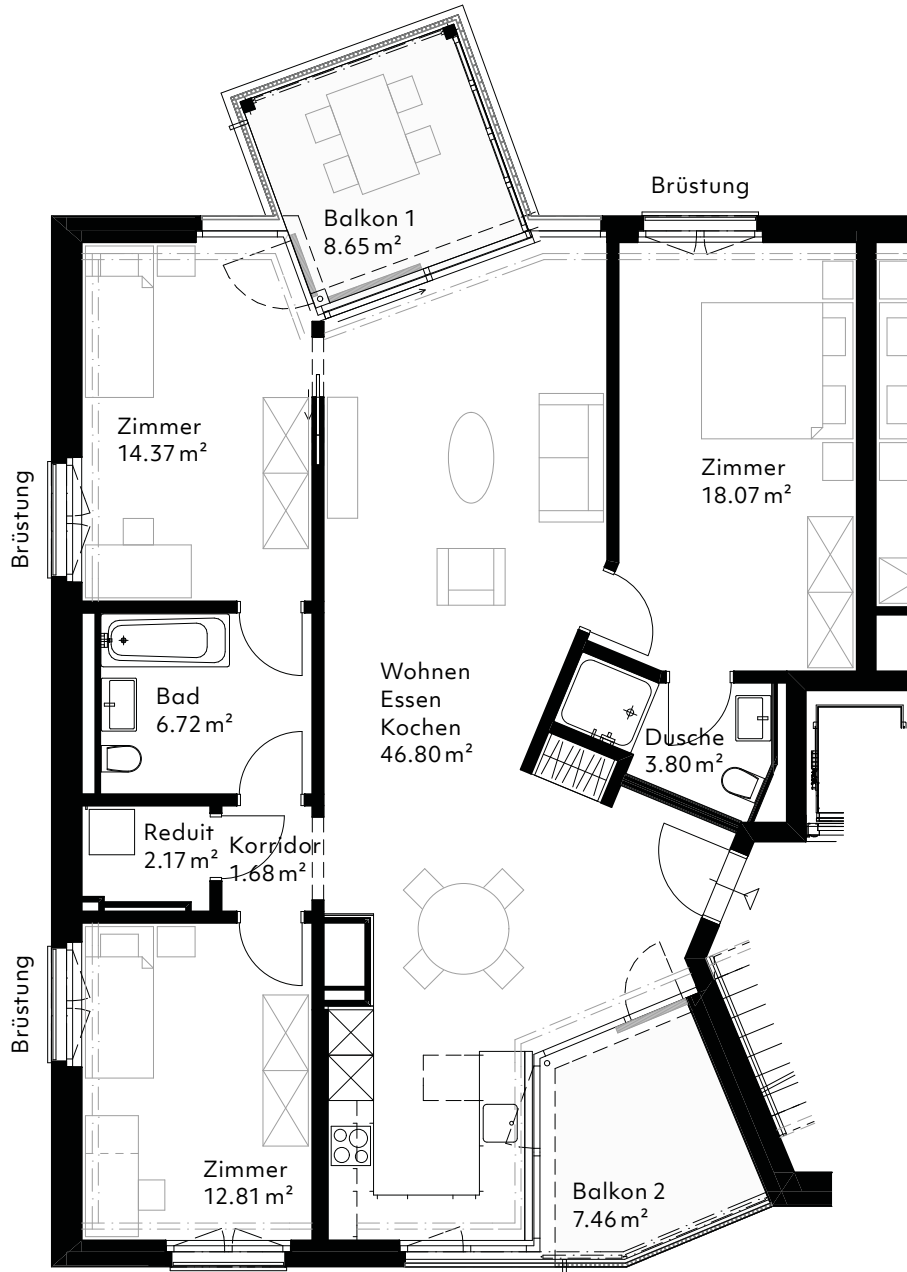 Brüstung
Balkon 1
8.65 m²
Zimmer
14.37 m²
Zimmer
18.07 m²
Brüstung
Wohnen
Essen
Kochen
46.80 m²
Bad
6.72 m²
Dusche
3.80 m²
Reduit
2.17 m²
Korridor
1.68 m²
Brüstung
Zimmer
12.81 m²
Balkon 2
7.46 m²